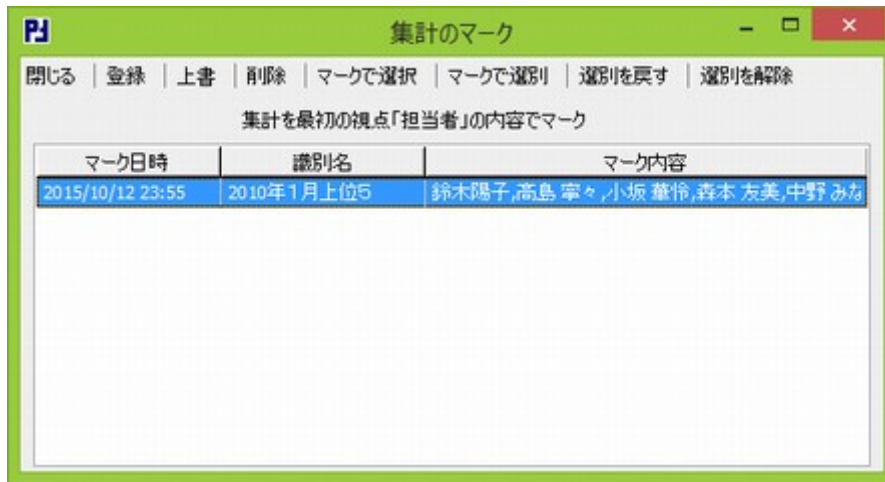 集計のマーク
閉じる | 登録 | 上書 | 削除 | マークで選択 | マークで選別 | 選別を戻す | 選別を解除
集計を最初の視点「担当者」の内容でマーク
マーク日時 識別名 マーク内容
2015/10/12 23:55 2010年1月上位5 鈴木陽子,高島 寧々,小坂 華怜,森本 友美,中野 みな